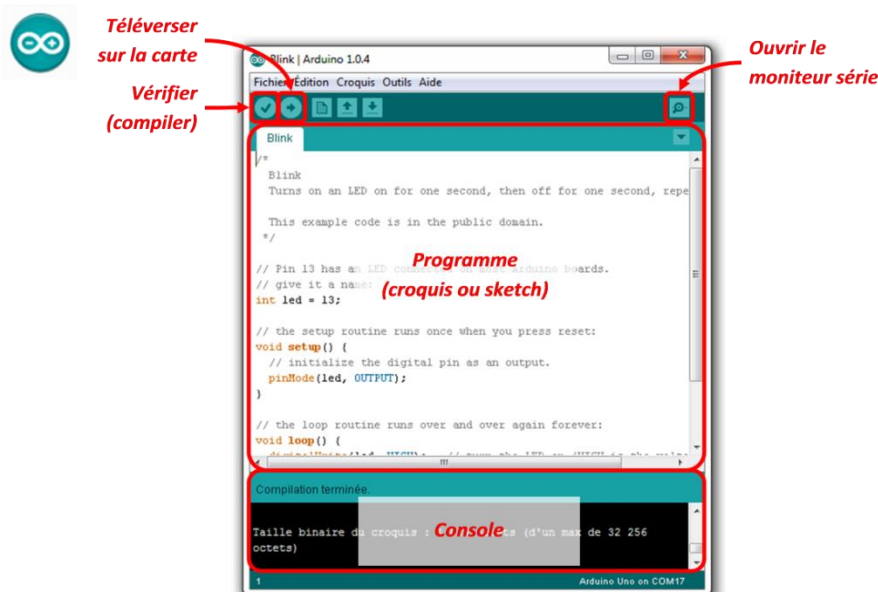 Téléverser
sur la carte
Vérifier
(compiler)
Ouvrir le
moniteur série
Blink | Arduino 1.0.4
Fichier Édition Croquis Outils Aide
Blink
/*
Blink
Turns on an LED on for one second, then off for one second, repe
This example code is in the public domain.
*/
// Pin 13 has an LED connected on most Arduino boards.
// give it a name:
int led = 13;
Programme
(croquis ou sketch)
// the setup routine runs once when you press reset:
void setup() {
// initialize the digital pin as an output.
pinMode(led, OUTPUT);
}
// the loop routine runs over and over again forever:
void loop() {
Compilation terminée.
Taille binaire du croquis : (d'un max de 32 256
octets)
Console
1
Arduino Uno on COM17